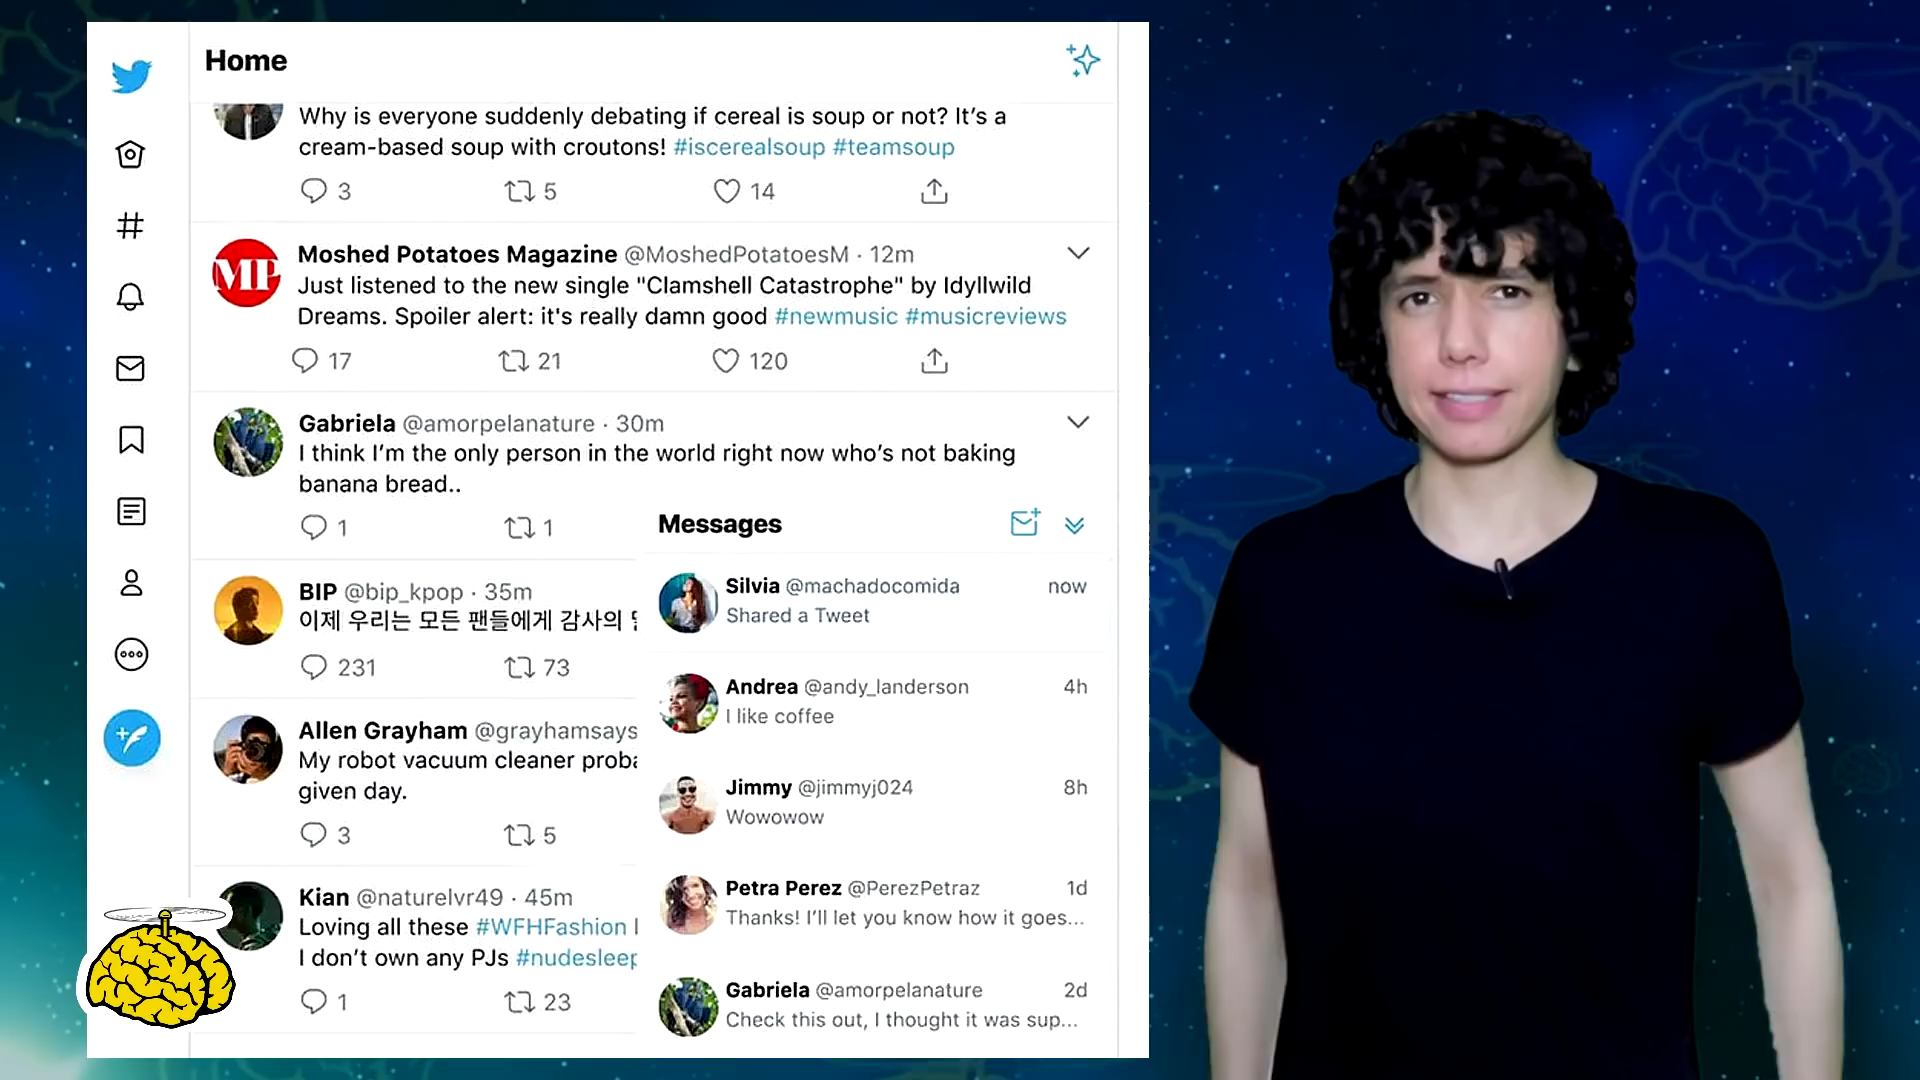 Home
Why is everyone suddenly debating if cereal is soup or not? It's a
cream-based soup with croutons! #iscerealsoup #teamsoup
3 5 14
MP
Moshed Potatoes Magazine @MoshedPotatoesM · 12m
Just listened to the new single "Clamshell Catastrophe" by Idyllwild
Dreams. Spoiler alert: it's really damn good #newmusic #musicreviews
17 21 120
Gabriela @amorpelanature · 30m
I think I'm the only person in the world right now who's not baking
banana bread..
1 1
BIP @bip_kpop · 35m
이제 우리는 모든 팬들에게 감사의
231 73
Allen Grayham @grayhamsays
My robot vacuum cleaner proba
given day.
3 5
Kian @naturelvr49 · 45m
Loving all these #WFHFashion
I don't own any PJs #nudesleep
1 23
Messages
Silvia @machadocomida now
Shared a Tweet
Andrea @andy_landerson 4h
I like coffee
Jimmy @jimmyj024 8h
Wowowow
Petra Perez @PerezPetraz 1d
Thanks! I'll let you know how it goes...
Gabriela @amorpelanature 2d
Check this out, I thought it was sup...